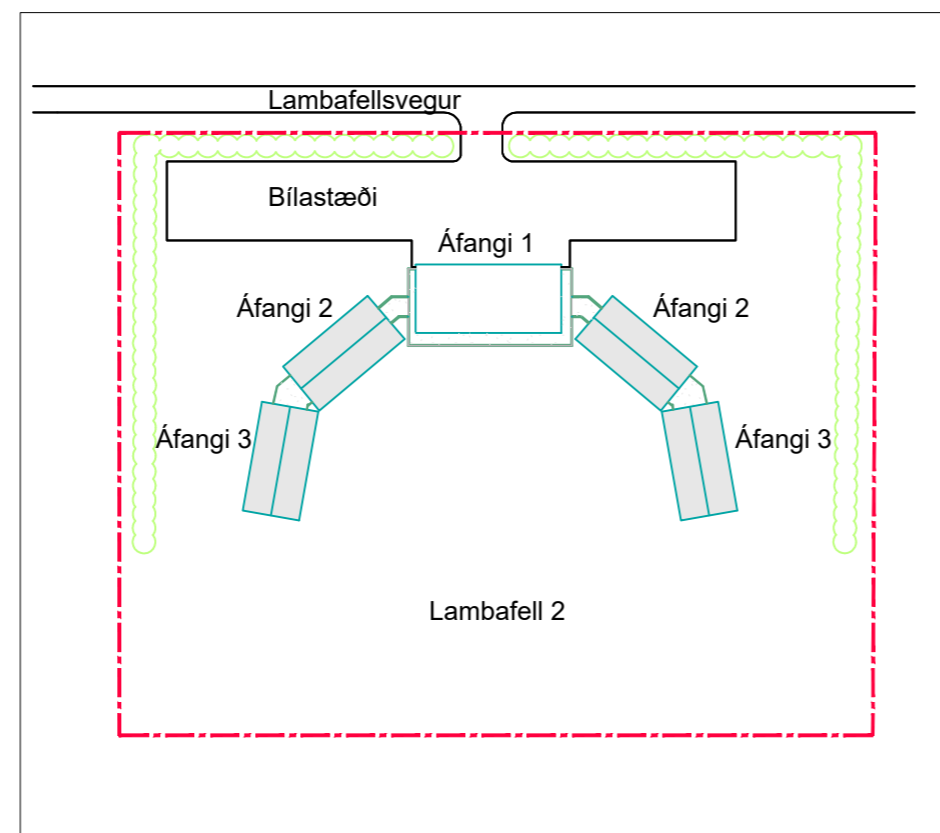 Lambafellsvegur
Bílastæði
Áfangi 1
Áfangi 2
Áfangi 2
Áfangi 3
Áfangi 3
Lambafell 2